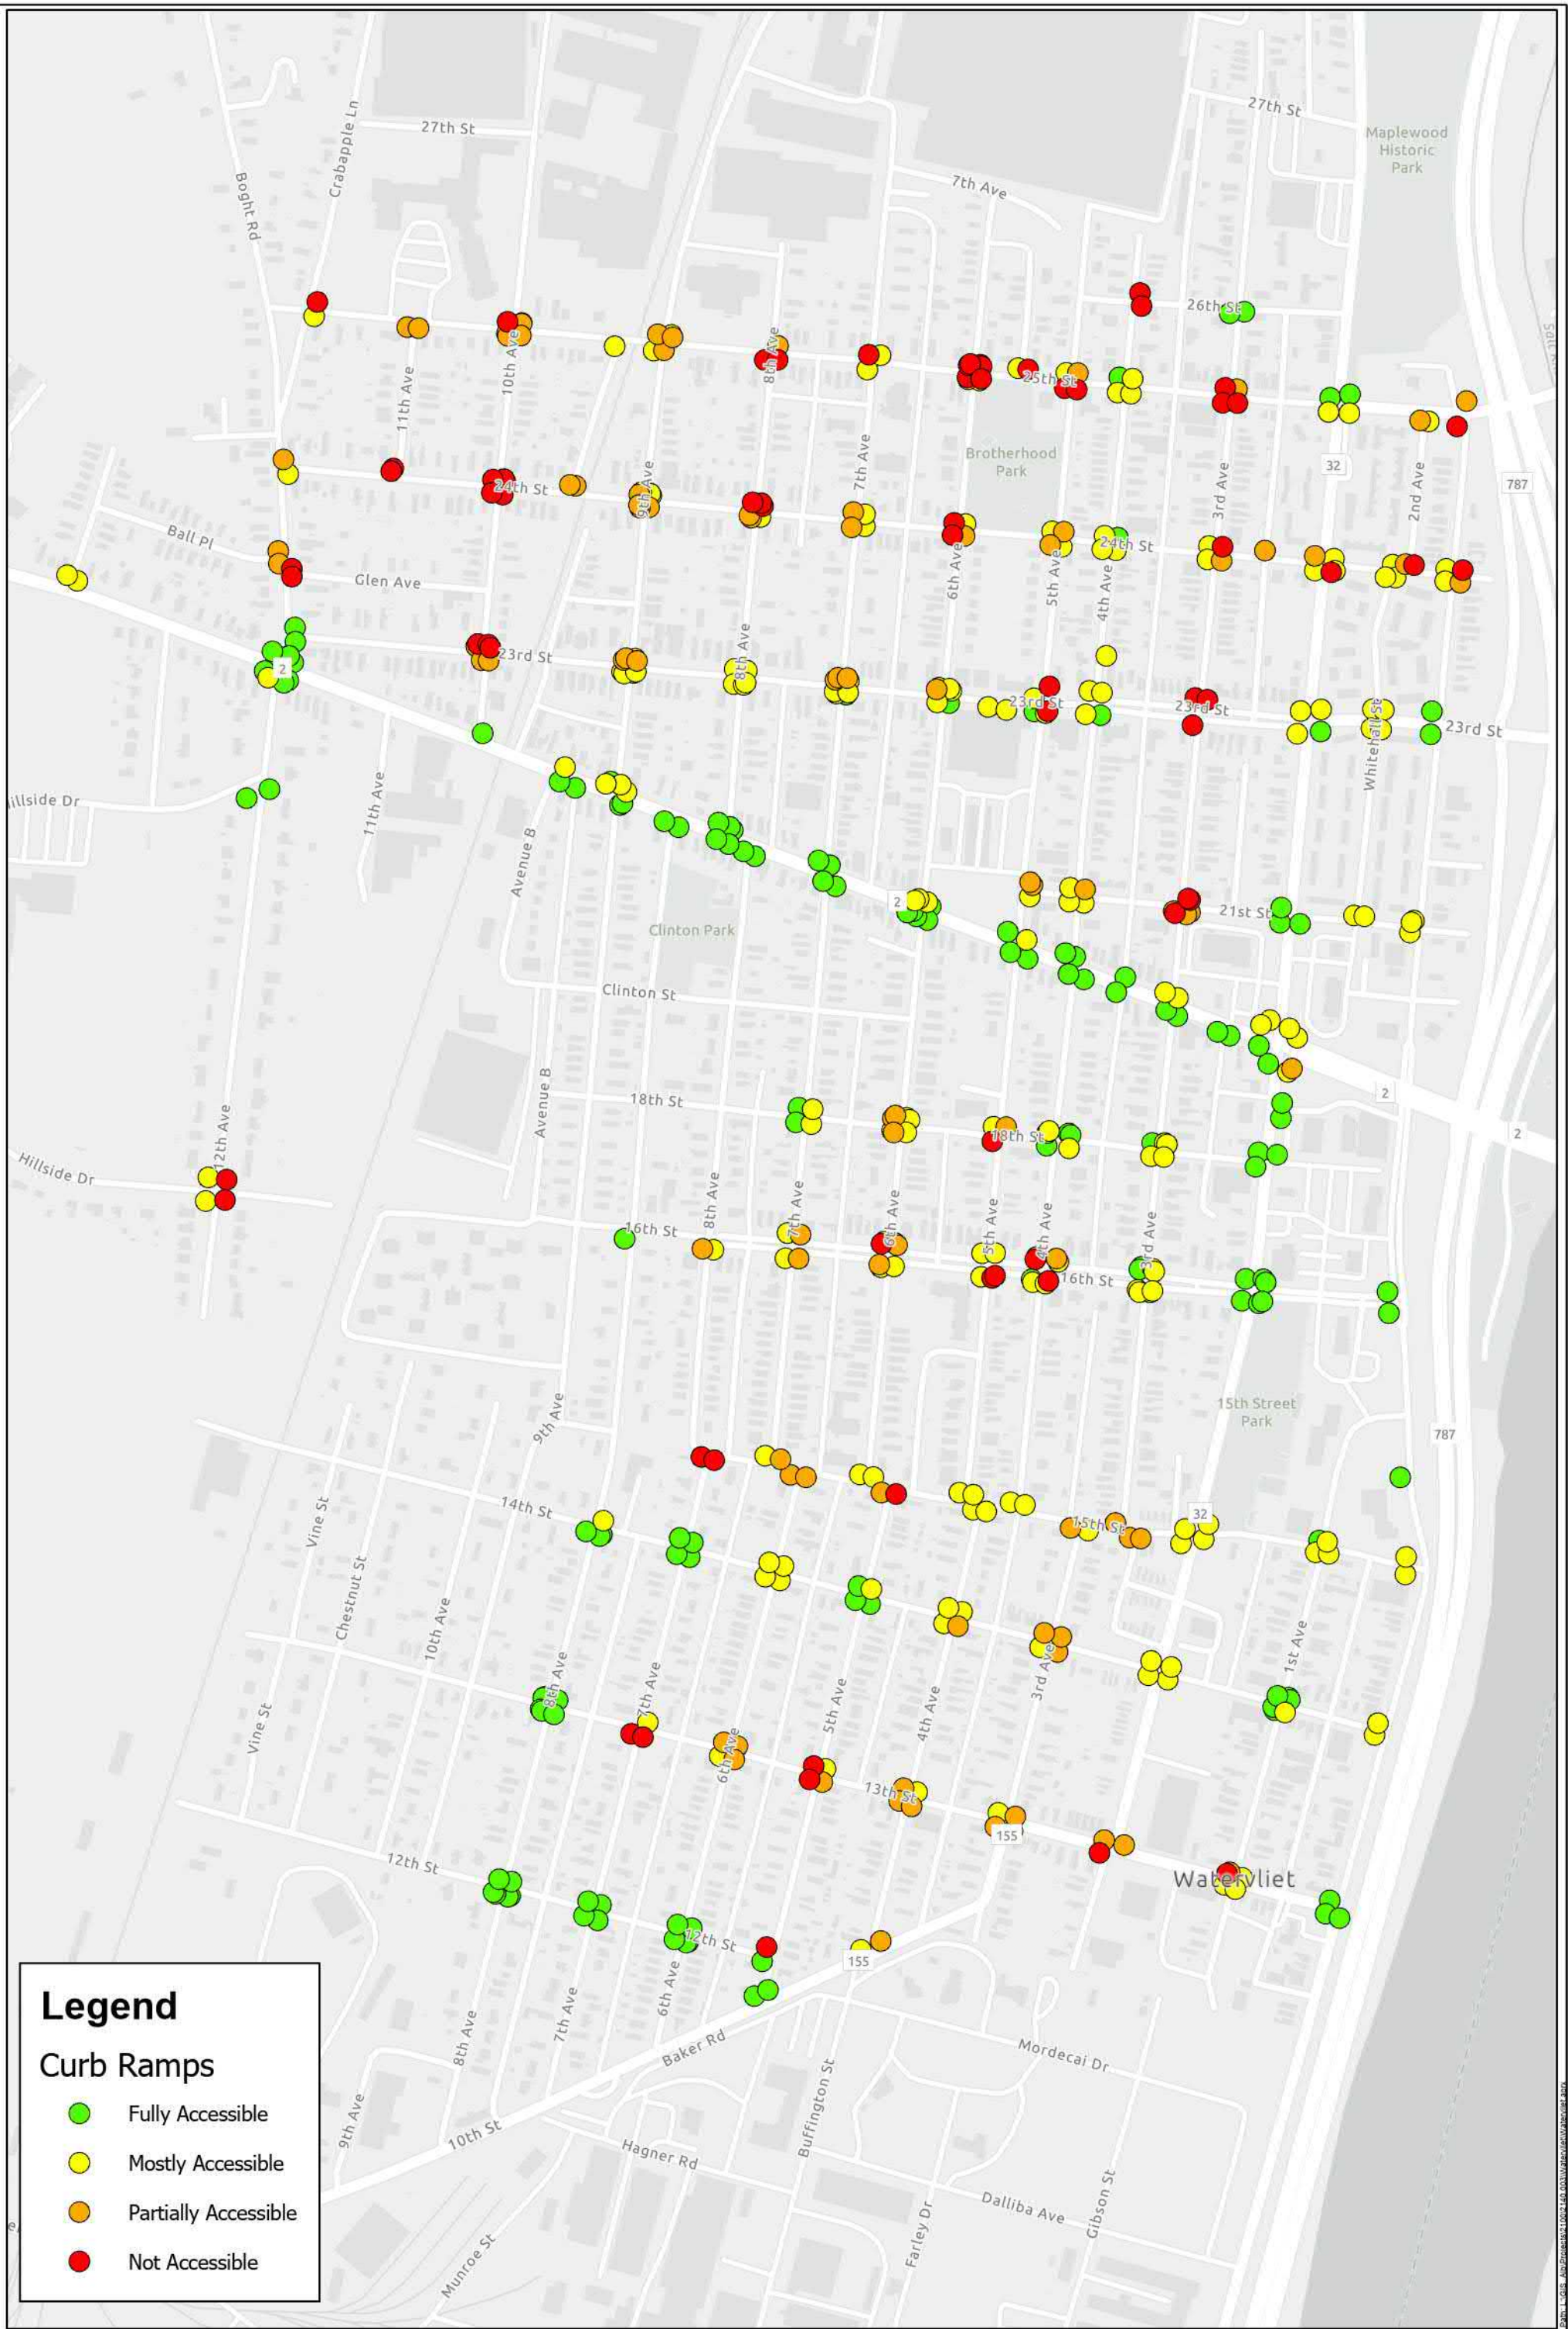 27th St
27th St
Crabapple Ln
Maplewood
Historic
Park
Boght Rd
7th Ave
26th St
8th Ave
10th Ave
11th Ave
25th St
Brotherhood
Park
7th Ave
9th Ave
3rd Ave
32
2nd Ave
787
24th St
Ball Pl
24th St
6th Ave
5th Ave
4th Ave
Glen Ave
23rd St
8th Ave
2
23rd St
23rd St
Whitehall St
23rd St
illside Dr
11th Ave
Avenue B
2
21st St
Clinton Park
Clinton St
18th St
Avenue B
2
12th Ave
18th St
2
Hillside Dr
16th St
8th Ave
7th Ave
6th Ave
5th Ave
4th Ave
3rd Ave
16th St
15th Street
Park
9th Ave
787
14th St
Vine St
15th St
32
Chestnut St
10th Ave
8th Ave
7th Ave
3rd Ave
1st Ave
Vine St
6th Ave
5th Ave
4th Ave
13th St
155
12th St
Watervliet
12th St
155
8th Ave
7th Ave
6th Ave
Baker Rd
Mordecai Dr
9th Ave
10th St
Hagner Rd
Buffington St
Munroe St
Farley Dr
Dalliba Ave
Gibson St
Legend
Curb Ramps
Fully Accessible
Mostly Accessible
Partially Accessible
Not Accessible